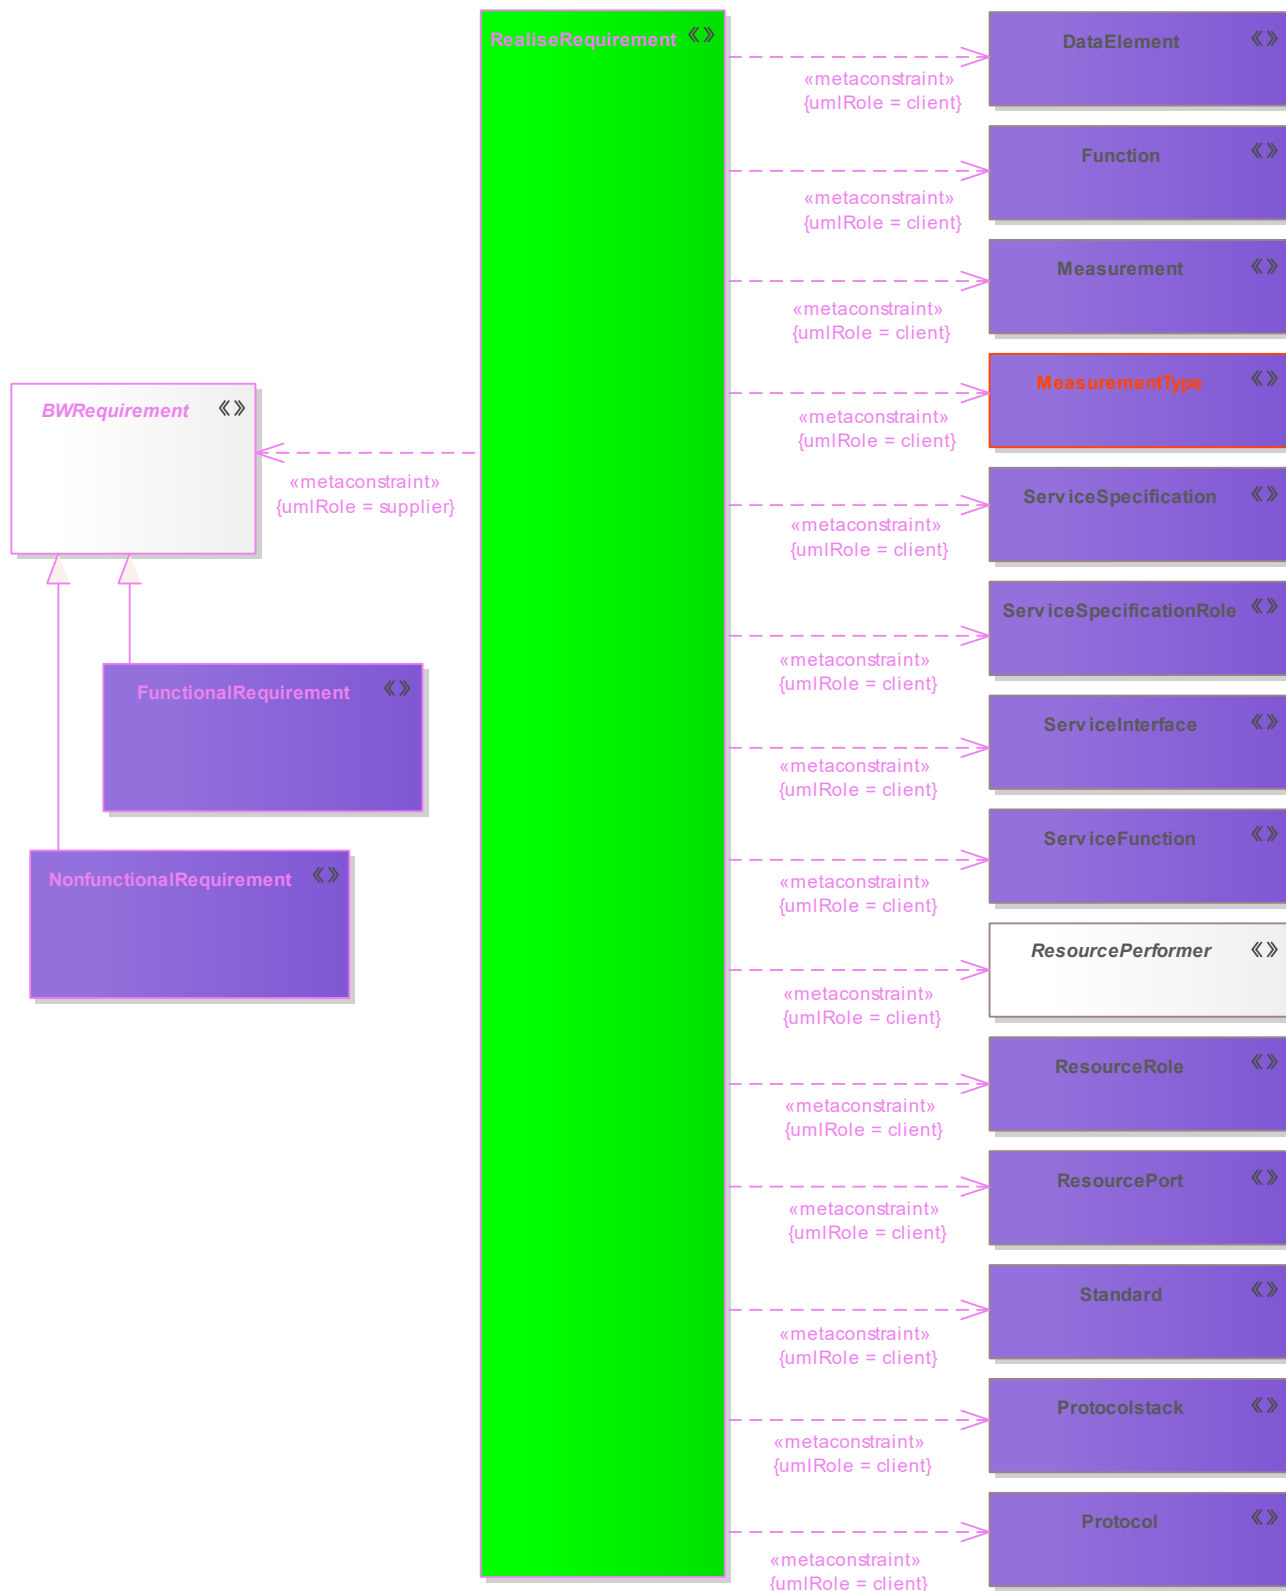 RealiseRequirement «»
DataElement «»
«metaconstraint»
{umlRole = client}
Function «»
«metaconstraint»
{umlRole = client}
Measurement «»
«metaconstraint»
{umlRole = client}
MeasurementType «»
«metaconstraint»
{umlRole = client}
BWRequirement «»
«metaconstraint»
{umlRole = supplier}
ServiceSpecification «»
«metaconstraint»
{umlRole = client}
ServiceSpecificationRole «»
«metaconstraint»
{umlRole = client}
FunctionalRequirement «»
ServiceInterface «»
«metaconstraint»
{umlRole = client}
ServiceFunction «»
«metaconstraint»
{umlRole = client}
NonfunctionalRequirement «»
ResourcePerformer «»
«metaconstraint»
{umlRole = client}
ResourceRole «»
«metaconstraint»
{umlRole = client}
ResourcePort «»
«metaconstraint»
{umlRole = client}
Standard «»
«metaconstraint»
{umlRole = client}
Protocolstack «»
«metaconstraint»
{umlRole = client}
Protocol «»
«metaconstraint»
{umlRole = client}